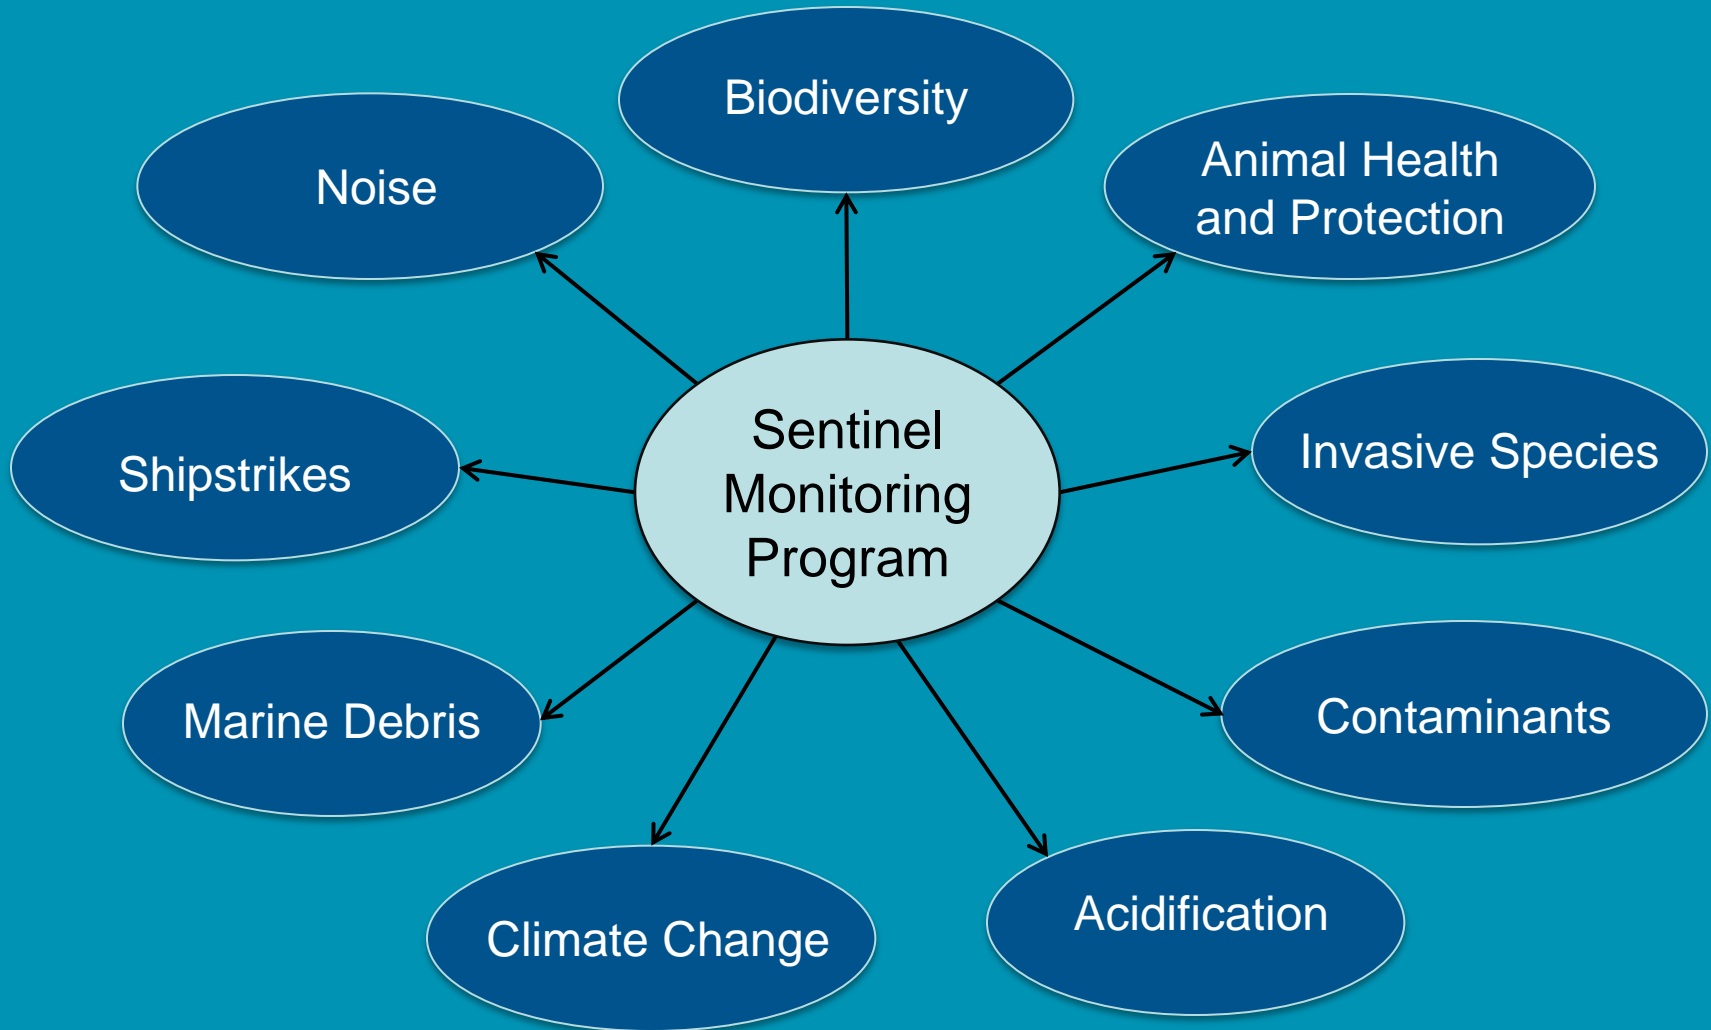 Biodiversity
Noise
Animal Health
and Protection
Sentinel
Monitoring
Program
Shipstrikes
Invasive Species
Marine Debris
Contaminants
Climate Change
Acidification